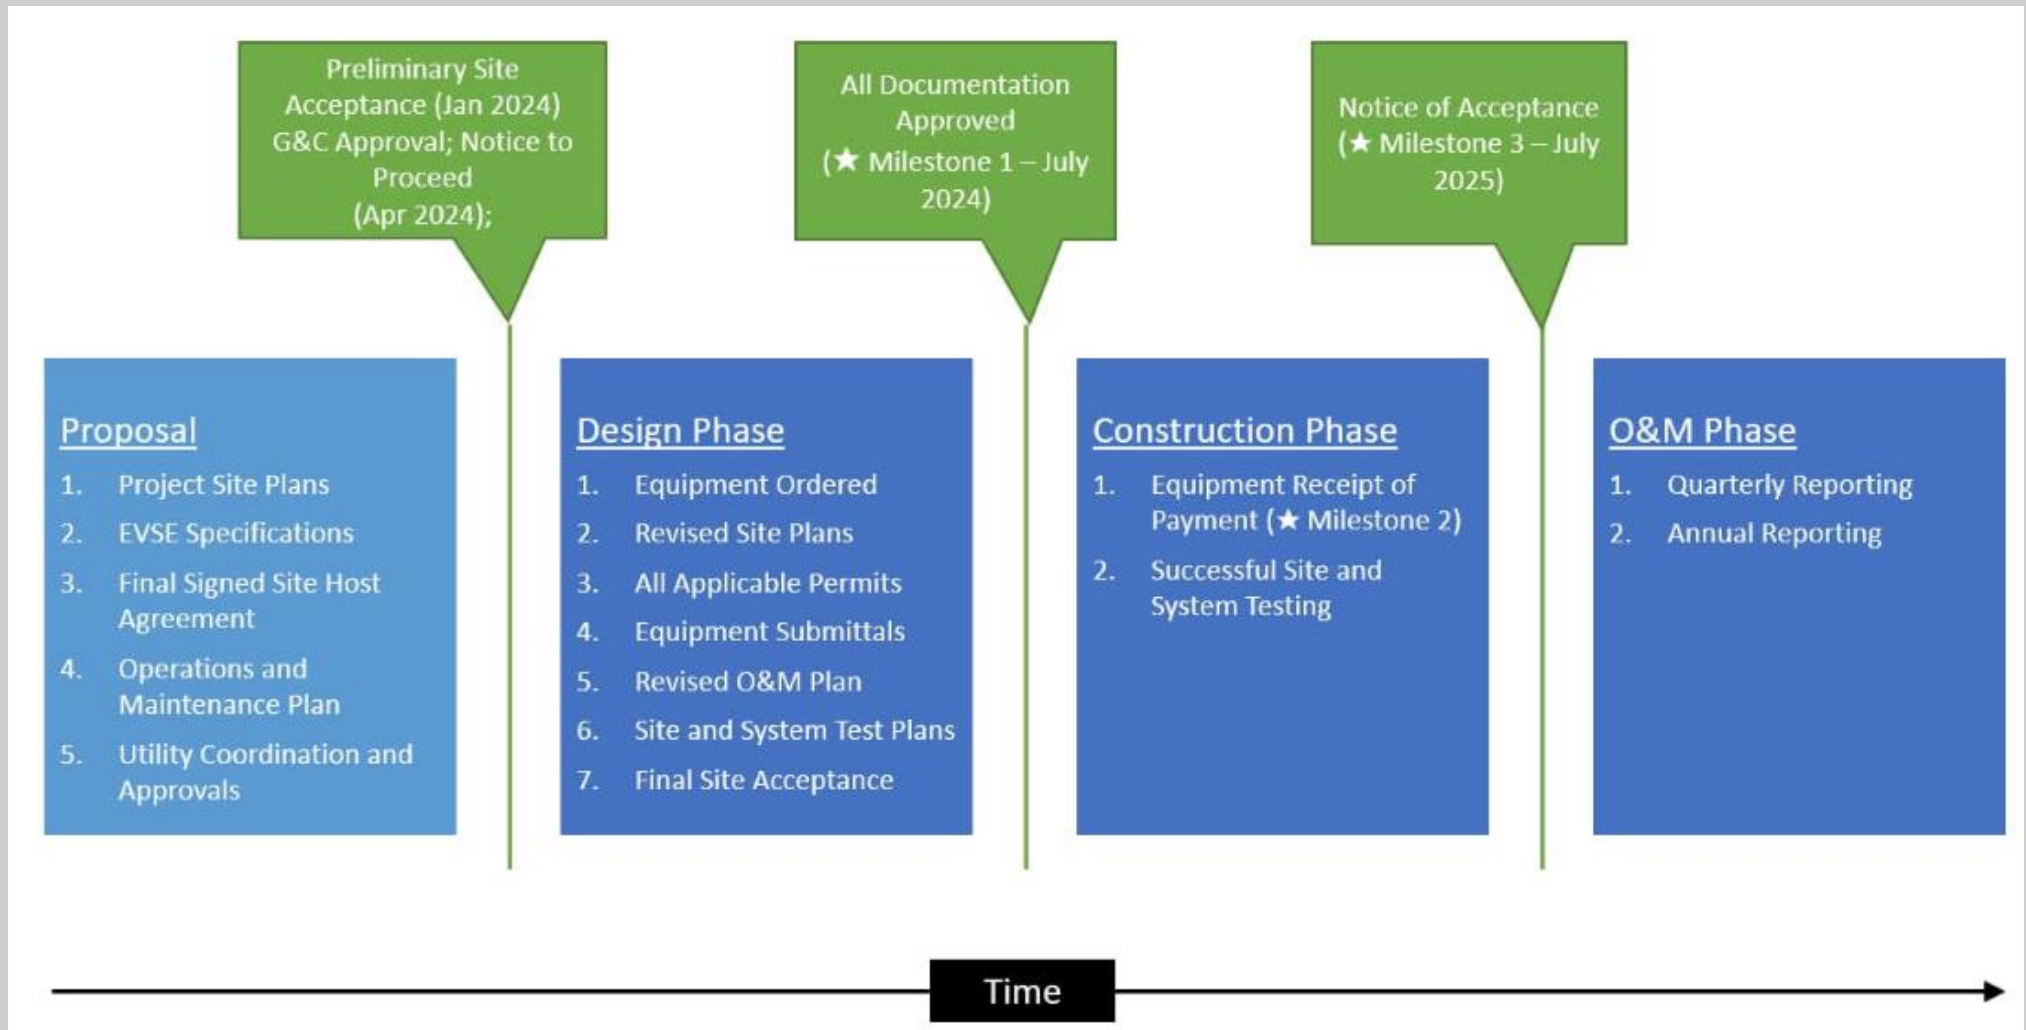 Preliminary Site
Acceptance (Jan 2024)
G&C Approval; Notice to
Proceed
(Apr 2024);
All Documentation
Approved
(★ Milestone 1 – July
2024)
Notice of Acceptance
(★ Milestone 3 – July
2025)
Proposal
1. Project Site Plans
2. EVSE Specifications
3. Final Signed Site Host
Agreement
4. Operations and
Maintenance Plan
5. Utility Coordination and
Approvals
Design Phase
1. Equipment Ordered
2. Revised Site Plans
3. All Applicable Permits
4. Equipment Submittals
5. Revised O&M Plan
6. Site and System Test Plans
7. Final Site Acceptance
Construction Phase
1. Equipment Receipt of
Payment (★ Milestone 2)
2. Successful Site and
System Testing
O&M Phase
1. Quarterly Reporting
2. Annual Reporting
Time